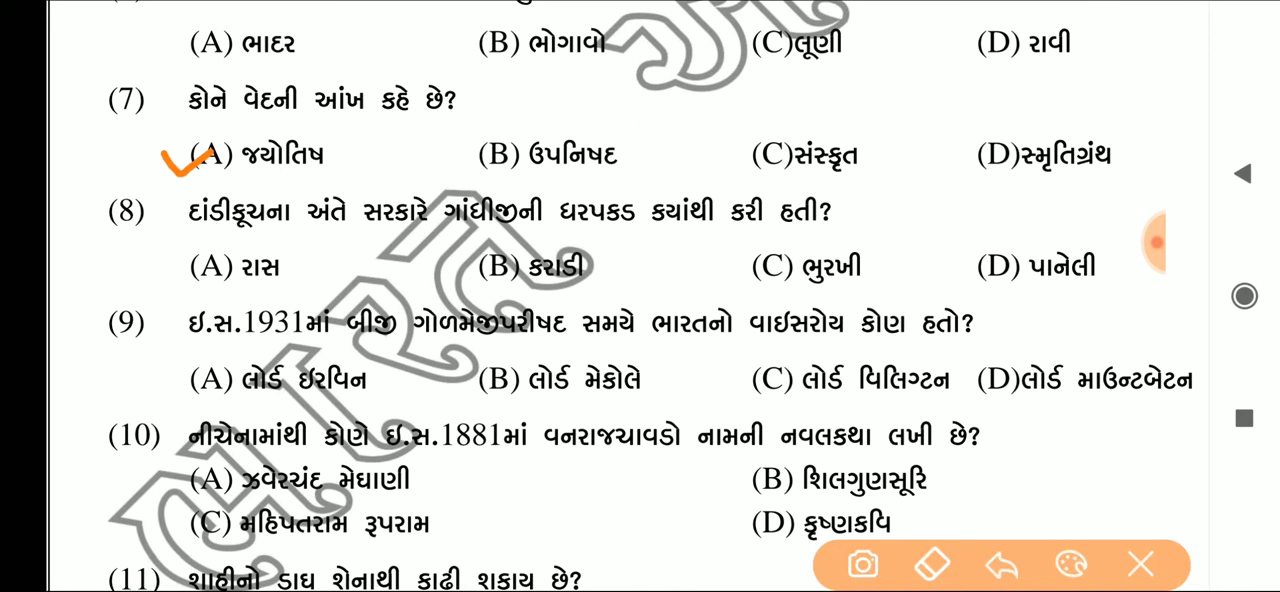 (A) ભાદર (B) ભોગાવો (C)લૂણી (D) રાવી
(7) કોને વેદની આંખ કહે છે?
(A) જયોતિષ (B) ઉપનિષદ (C)સંસ્કૃત (D)સ્મૃતિગ્રંથ
(8) દાંડીકૂચના અંતે સરકારે ગાંધીજીની ધરપકડ કયાંથી કરી હતી?
(A) રાસ (B) કરાડી (C) ભુરખી (D) પાનેલી
(9) ઇ.સ.1931માં બીજી ગોળમેજીપરીષદ સમયે ભારતનો વાઇસરોય કોણ હતો?
(A) લોર્ડ ઇરવિન (B) લોર્ડ મેકોલે (C) લોર્ડ વિલિગ્ટન (D)લોર્ડ માઉન્ટબેટન
(10) નીચેનામાંથી કોણે ઇ.સ.1881માં વનરાજચાવડો નામની નવલકથા લખી છે?
(A) ઝવેરચંદ મેઘાણી (B) શિલગુણસૂરિ
(C) મહિપતરામ રૂપરામ (D) કૃષ્ણકવિ
(11) શાહીનો ડાઘ શેનાથી કાઢી શકાય છે?